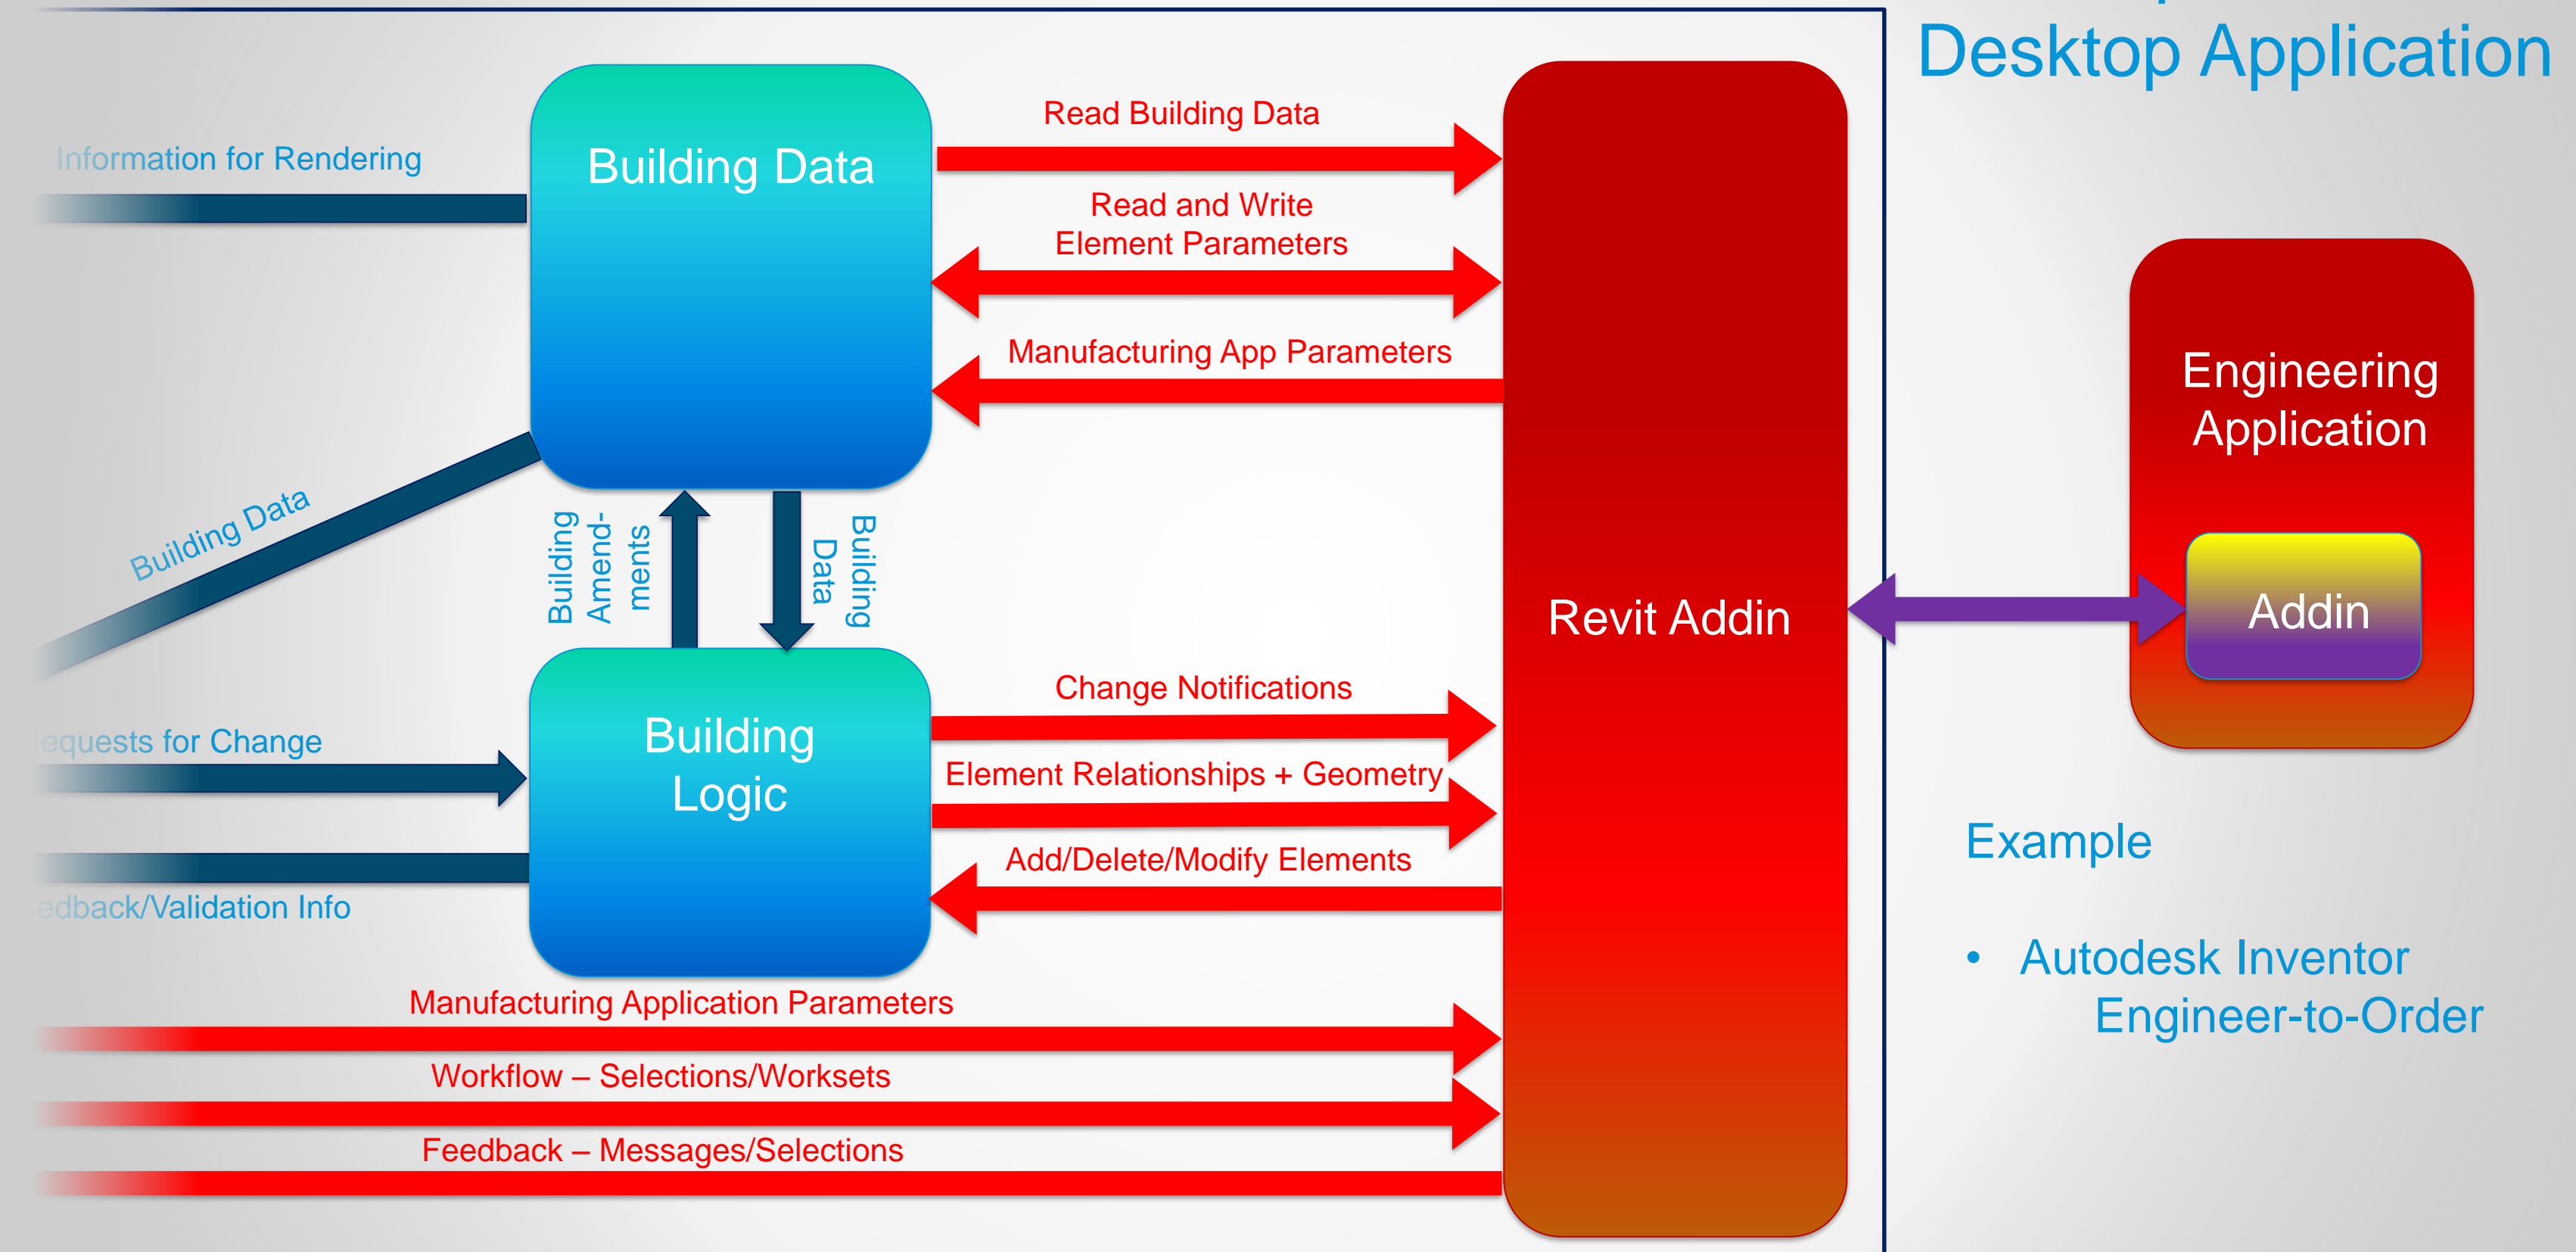 Desktop Application
Information for Rendering
Building Data
Read Building Data
Read and Write
Element Parameters
Manufacturing App Parameters
Engineering
Application
Addin
Building Data
Building
Amend-
ments
Building
Data
Revit Addin
equests for Change
Building
Logic
Change Notifications
Element Relationships + Geometry
Add/Delete/Modify Elements
edback/Validation Info
Example
• Autodesk Inventor
Engineer-to-Order
Manufacturing Application Parameters
Workflow – Selections/Worksets
Feedback – Messages/Selections